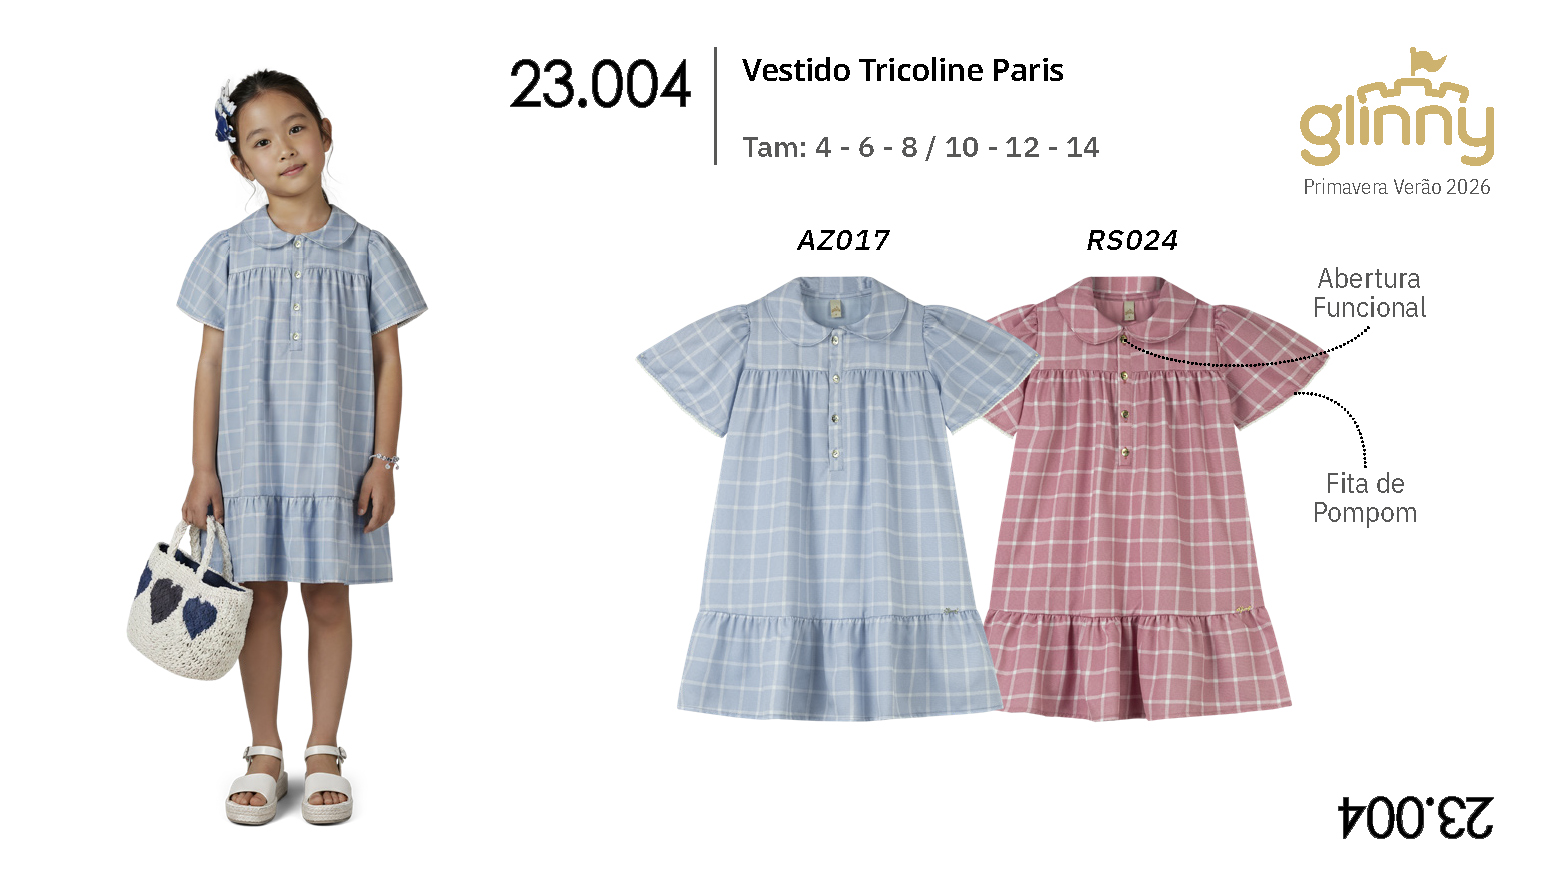 23.004
Vestido Tricoline Paris
Tam: 4 - 6 - 8 / 10 - 12 - 14
glinny
Primavera Verão 2026
AZ017
RS024
Abertura
Funcional
Fita de
Pompom
23.004